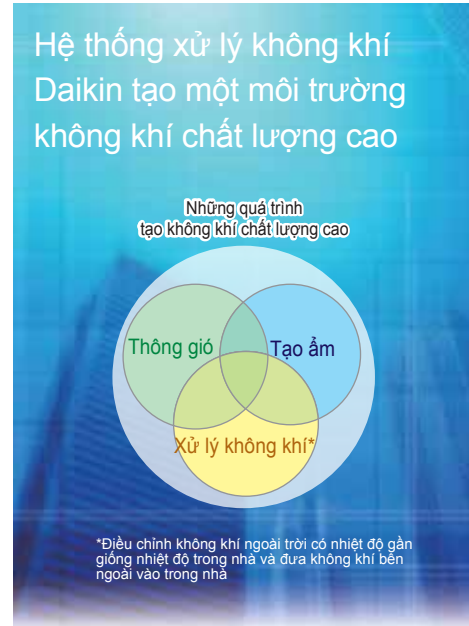 Hệ thống xử lý không khí
Daikin tạo một môi trường
không khí chất lượng cao
Những quá trình
tạo không khí chất lượng cao
Thông gió
Tạo ẩm
Xử lý không khí*
*Điều chỉnh không khí ngoài trời có nhiệt độ gần
giống nhiệt độ trong nhà và đưa không khí bên
ngoài vào trong nhà